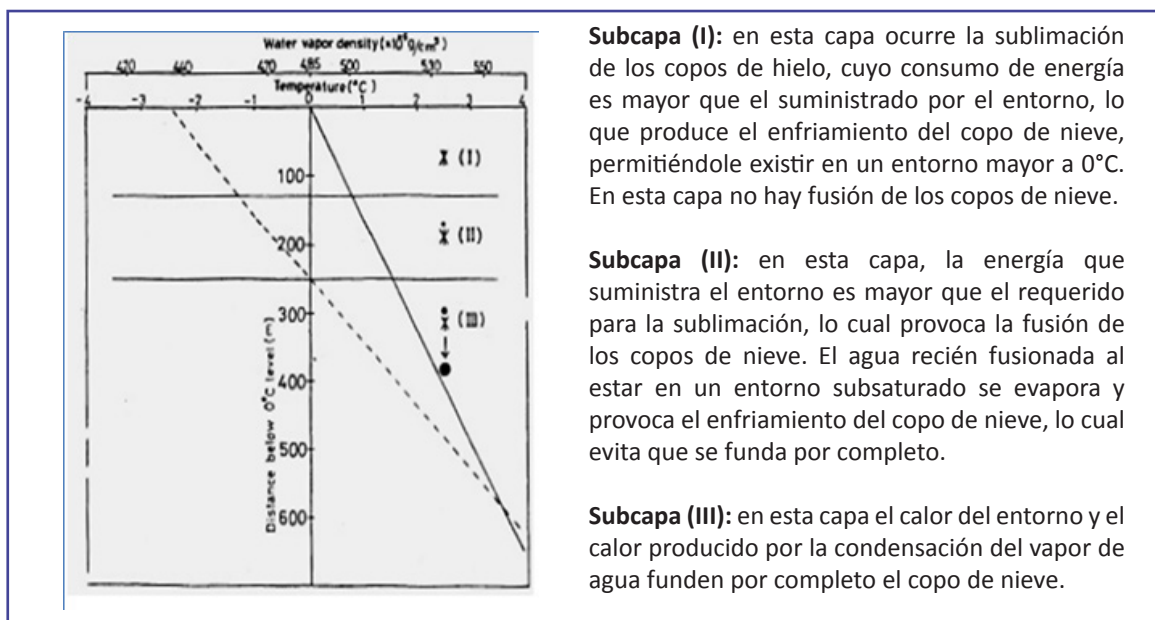 Water vapor density (×10⁻⁸g/cm³)
420 460 470 485 500 530 550
Temperature (°C)
-4 -3 -2 -1 0 1 2 3 4
(I)
100
(II)
200
300
(III)
400
500
600
Distance below 0°C level (m)
Subcapa (I): en esta capa ocurre la sublimación
de los copos de hielo, cuyo consumo de energía
es mayor que el suministrado por el entorno, lo
que produce el enfriamiento del copo de nieve,
permitiéndole existir en un entorno mayor a 0°C.
En esta capa no hay fusión de los copos de nieve.
Subcapa (II): en esta capa, la energía que
suministra el entorno es mayor que el requerido
para la sublimación, lo cual provoca la fusión de
los copos de nieve. El agua recién fusionada al
estar en un entorno subsaturado se evapora y
provoca el enfriamiento del copo de nieve, lo cual
evita que se funda por completo.
Subcapa (III): en esta capa el calor del entorno y el
calor producido por la condensación del vapor de
agua funden por completo el copo de nieve.